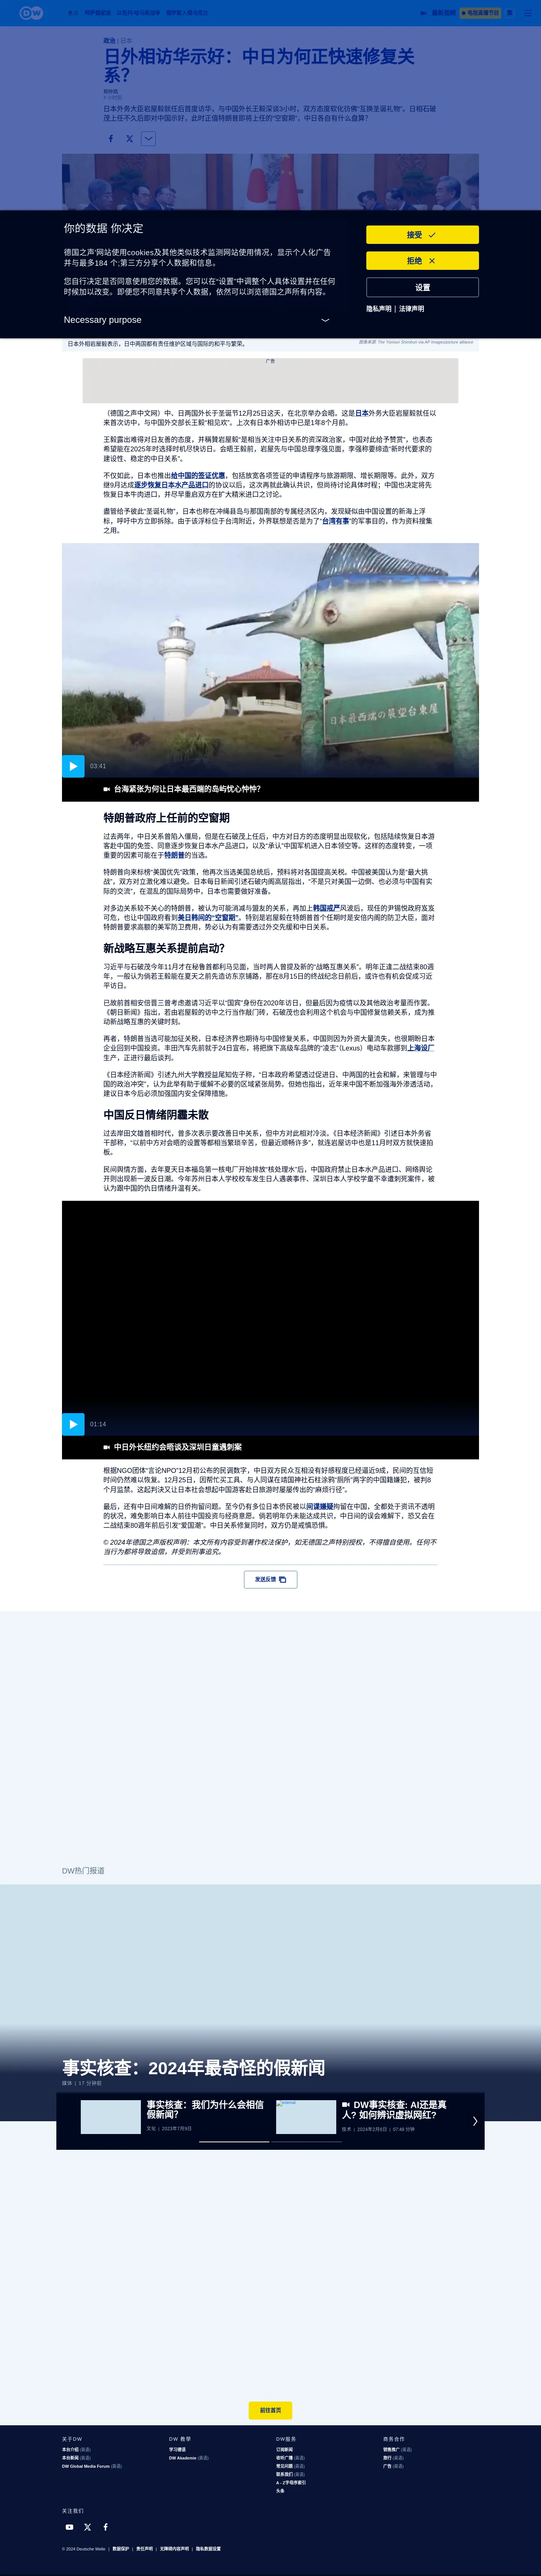 政治 | 日本
日外相访华示好：中日为何正快速修复关系？
日本外务大臣岩屋毅就任后首度访华，与中国外长王毅深谈3小时，双方态度软化彷佛“互换圣诞礼物”。日相石破
茂上任不久后即对中国示好，此时正值特朗普即将上任的“空窗期”，中日各自有什么盘算？
你的数据 你决定
德国之声’网站使用cookies及其他类似技术监测网站使用情况，显示个人化广告
并与最多184 个;第三方分享个人数据和信息。
您自行决定是否同意使用您的数据。您可以在“设置”中调整个人具体设置并在任何
时候加以改变。即便您不同意共享个人数据，依然可以浏览德国之声所有内容。
Necessary purpose
接受
拒绝
设置
隐私声明 | 法律声明
日本外相岩屋毅表示，日中两国都有责任维护区域与国际的和平与繁荣。
图像来源: The Yomiuri Shimbun via AP Images/picture alliance
广告
（德国之声中文网）中、日两国外长于圣诞节12月25日这天，在北京举办会晤。这是日本外务大臣岩屋毅就任以
来首次访中，与中国外交部长王毅“相见欢”。上次有日本外相访中已是1年8个月前。
王毅露出难得对日友善的态度，并稱贊岩屋毅“是相当关注中日关系的资深政治家，中国对此给予赞赏”，也表态
希望能在2025年时选择时机尽快访日。会晤王毅前，岩屋先与中国总理李强见面，李强称要缔造“新时代要求的
建设性、稳定的中日关系”。
不仅如此，日本也推出给中国的签证优惠，包括放宽各项签证的申请程序与旅游期限、增长期限等。此外，双方
继9月达成逐步恢复日本水产品进口的协议以后，这次再就此确认共识，但尚待讨论具体时程；中国也决定将先
恢复日本牛肉进口，并尽早重启双方在扩大精米进口之讨论。
盡管给予彼此“圣诞礼物”，日本也称在冲绳县岛与那国南部的专属经济区内，发现疑似由中国设置的新海上浮
标，呼吁中方立即拆除。由于该浮标位于台湾附近，外界联想是否是为了“台湾有事”的军事目的，作为资料搜集
之用。
日本最西端の展望台東屋
03:41
台海紧张为何让日本最西端的岛屿忧心忡忡？
特朗普政府上任前的空窗期
过去两年，中日关系曾陷入僵局，但是在石破茂上任后，中方对日方的态度明显出现软化，包括陆续恢复日本游
客赴中国的免签、同意逐步恢复日本水产品进口，以及“承认”中国军机进入日本领空等。这样的态度转变，一项
重要的因素可能在于特朗普的当选。
特朗普向来标榜“美国优先”政策，他再次当选美国总统后，预料将对各国提高关税。中国被美国认为是“最大挑
战”，双方对立激化难以避免。日本每日新闻引述石破内阁高层指出，“不是只对美国一边倒、也必须与中国有实
际的交流”，在混乱的国际局势中，日本也需要做好准备。
对多边关系较不关心的特朗普，被认为可能消减与盟友的关系，再加上韩国戒严风波后，现任的尹锡悦政府岌岌
可危，也让中国政府看到美日韩间的“空窗期”。特别是岩屋毅在特朗普首个任期时是安倍内阁的防卫大臣，面对
特朗普要求高额的美军防卫费用，势必认为有需要透过外交先缓和中日关系。
新战略互惠关系提前启动？
习近平与石破茂今年11月才在秘鲁首都利马见面，当时两人曾提及新的“战略互惠关系”。明年正逢二战结束80週
年，一般认为倘若王毅能在夏天之前先造访东京铺路，那在8月15日的终战纪念日前后，或许也有机会促成习近
平访日。
已故前首相安倍晋三曾考虑邀请习近平以“国宾”身份在2020年访日，但最后因为疫情以及其他政治考量而作罢。
《朝日新闻》指出，若由岩屋毅的访中之行当作敲门砖，石破茂也会利用这个机会与中国修复信赖关系，成为推
动新战略互惠的关键时刻。
再者，特朗普当选可能加征关税，日本经济界也期待与中国修复关系，中国则因为外资大量流失，也很期盼日本
企业回到中国投资。丰田汽车先前就于24日宣布，将把旗下高级车品牌的“凌志”（Lexus）电动车款挪到上海设厂
生产，正进行最后谈判。
《日本经济新闻》引述九州大学教授益尾知佐子称，“日本政府希望透过促进日、中两国的社会和解，来管理与中
国的政治冲突”，认为此举有助于缓解不必要的区域紧张局势。但她也指出，近年来中国不断加强海外渗透活动，
建议日本今后必须加强国内安全保障措施。
中国反日情绪阴霾未散
过去岸田文雄首相时代，曾多次表示要改善日中关系，但中方对此相对冷淡。《日本经济新闻》引述日本外务省
干部称，“以前中方对会晤的设置等都相当繁琐辛苦，但最近顺畅许多”，就连岩屋访中也是11月时双方就快速拍
板。
民间舆情方面，去年夏天日本福岛第一核电厂开始排放“核处理水”后，中国政府禁止日本水产品进口、网络舆论
开则出现新一波反日潮。今年苏州日本人学校校车发生日人遇袭事件、深圳日本人学校学童不幸遭刺死案件，被
认为跟中国的仇日情绪升温有关。
01:14
中日外长纽约会晤谈及深圳日童遇刺案
根据NGO团体“言论NPO”12月初公布的民调数字，中日双方民众互相没有好感程度已经逼近9成，民间的互信短
时间仍然难以恢复。12月25日，因帮忙买工具、与人同谋在靖国神社石柱涂鸦“厕所”两字的中国籍嫌犯，被判8
个月监禁。这起判决又让日本社会想起中国游客赴日旅游时屡屡传出的“麻烦行径”。
最后，还有中日间难解的日侨拘留问题。至今仍有多位日本侨民被以间谍嫌疑拘留在中国，全都处于资讯不透明
的状况，难免影响日本人前往中国投资与经商意愿。倘若明年仍未能达成共识，中日间的误会难解下，恐又会在
二战结束80週年前后引发“爱国潮”。中日关系修复同时，双方仍是戒慎恐惧。
© 2024年德国之声版权声明：本文所有内容受到著作权法保护，如无德国之声特别授权，不得擅自使用。任何不
当行为都将导致追偿，并受到刑事追究。
发送反馈
DW热门报道
事实核查：2024年最奇怪的假新闻
媒体 | 17 分钟前
事实核查：我们为什么会相信
假新闻？
文化 | 2023年7月9日
DW事实核查: AI还是真
人? 如何辨识虚拟网红?
技术 | 2024年2月6日 | 07:48 分钟
前往首页
关于DW
本台介绍 (英语)
本台新闻 (英语)
DW Global Media Forum (英语)
DW 教学
学习德语
DW Akademie (英语)
DW服务
订阅新闻
收听广播 (英语)
常见问题 (英语)
联系我们 (英语)
A - Z字母序索引
头条
商务合作
销售推广 (英语)
旅行 (英语)
广告 (英语)
关注我们
© 2024 Deutsche Welle | 数据保护 | 责任声明 | 无障碍内容声明 | 隐私数据设置